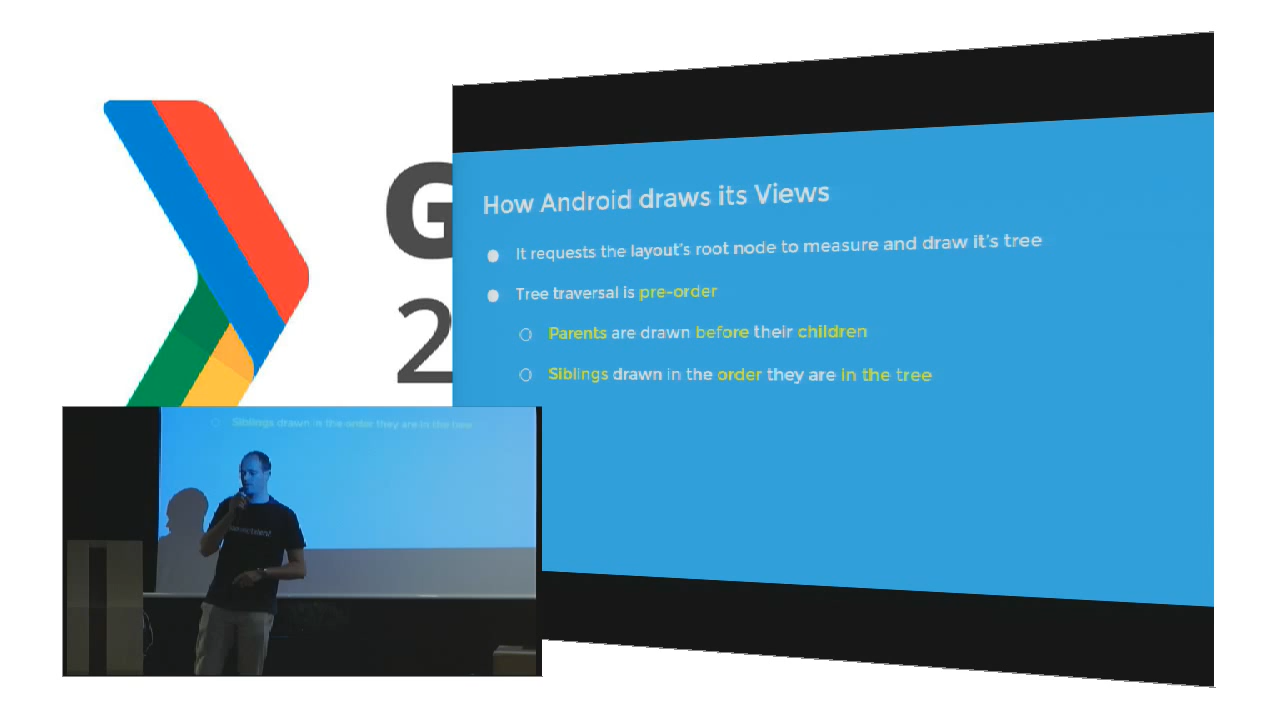 G
2
How Android draws its Views
It requests the layout's root node to measure and draw it's tree
Tree traversal is pre-order
Parents are drawn before their children
Siblings drawn in the order they are in the tree
Siblings drawn in the order they are in the tree